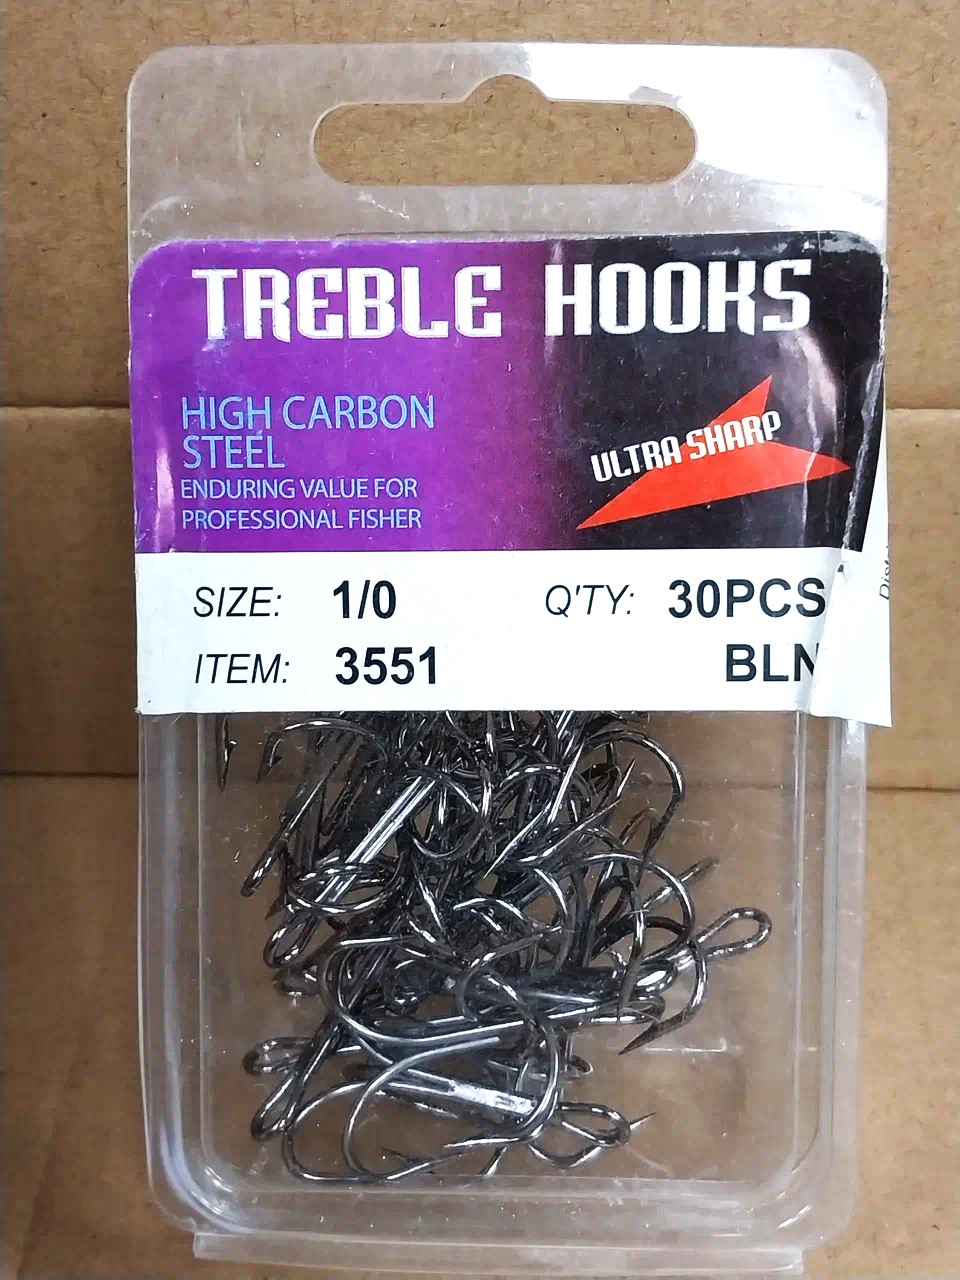 TREBLE HOOKS
HIGH CARBON
STEEL
ENDURING VALUE FOR
PROFESSIONAL FISHER
ULTRA SHARP
SIZE: 1/0 Q'TY: 30PCS
ITEM: 3551 BLN